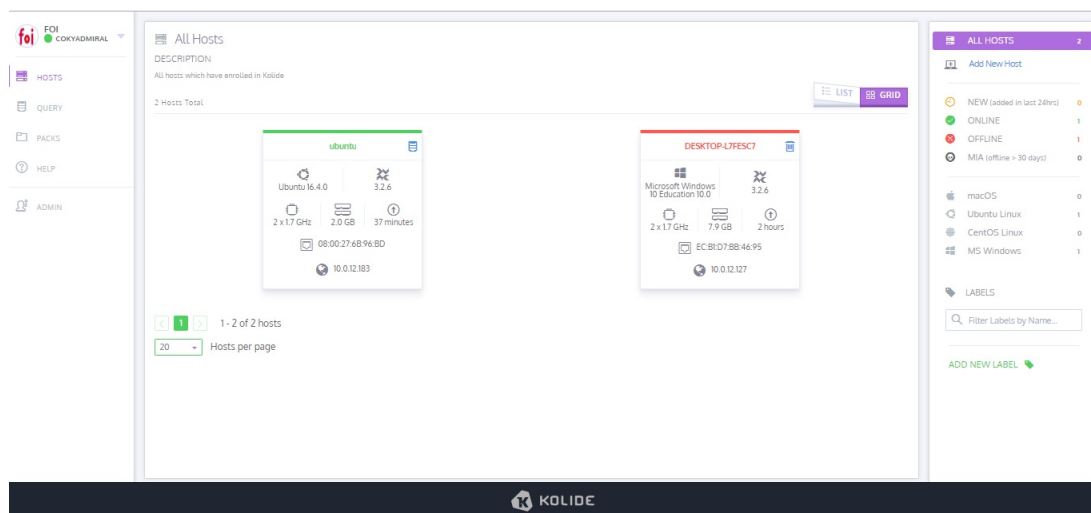 foi
FOI
COKYADMIRAL
HOSTS
QUERY
PACKS
HELP
ADMIN
All Hosts
DESCRIPTION
All hosts which have enrolled in Kolide
2 Hosts Total
LIST
GRID
ubuntu
Ubuntu 16.4.0
3.2.6
2 x 1.7 GHz
2.0 GB
37 minutes
08:00:27:6B:96:BD
10.0.12.183
DESKTOP-L7FESC7
Microsoft Windows
10 Education 10.0
3.2.6
2 x 1.7 GHz
7.9 GB
2 hours
EC:B1:D7:BB:46:95
10.0.12.127
1
1 - 2 of 2 hosts
20
Hosts per page
ALL HOSTS 2
Add New Host
NEW (added in last 24hrs) 0
ONLINE 1
OFFLINE 1
MIA (offline > 30 days) 0
macOS 0
Ubuntu Linux 1
CentOS Linux 0
MS Windows 1
LABELS
Filter Labels by Name...
ADD NEW LABEL
KOLIDE